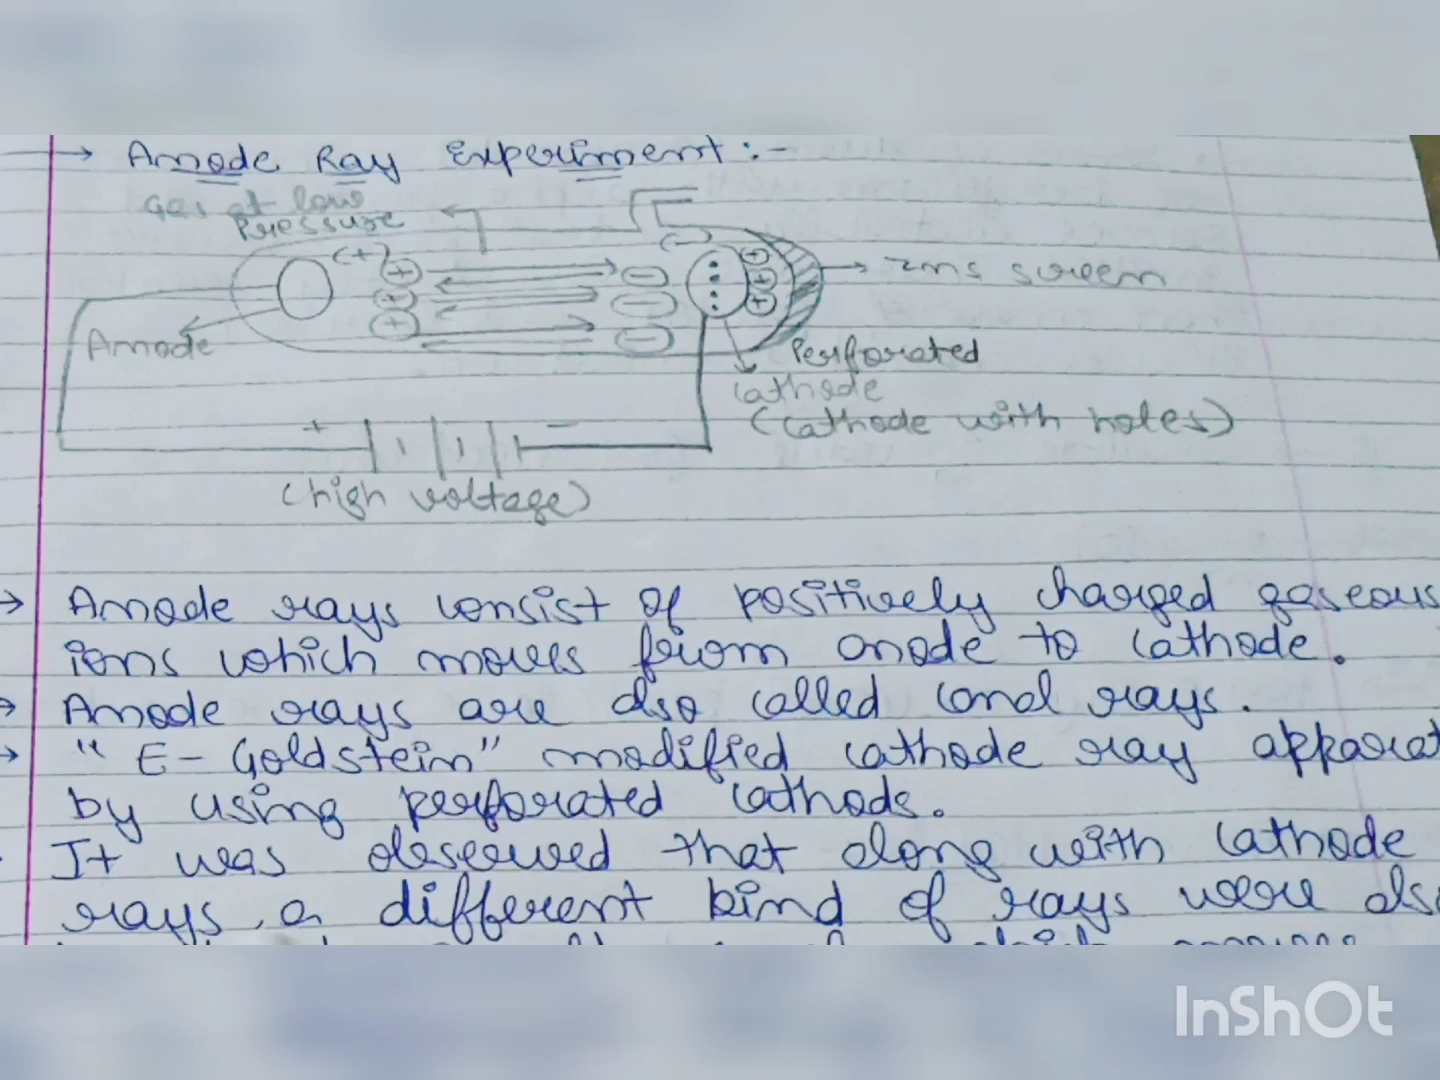 → Anode Ray Experiment :-
Gas at low
Pressure
(+)
(-)
+ + +
- - -
+ + +
Zns screen
Anode
Perforated
cathode
(cathode with holes)
+ -
(high voltage)
→ Anode rays consist of positively charged gaseous
ions which moves from anode to cathode.
→ Anode rays are also called canal rays.
→ "E-Goldstein" modified cathode ray apparat
by using perforated cathods.
It was observed that along with cathode
rays, a different kind of rays were als
InShOt